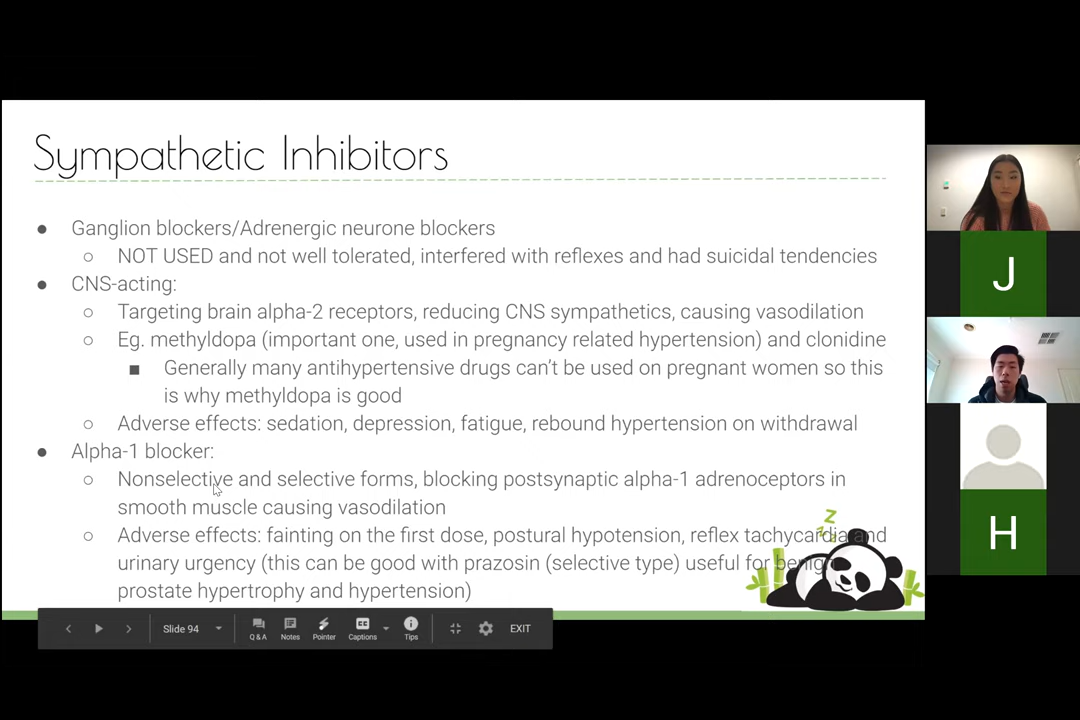 Sympathetic Inhibitors
● Ganglion blockers/Adrenergic neurone blockers
○ NOT USED and not well tolerated, interfered with reflexes and had suicidal tendencies
● CNS-acting:
○ Targeting brain alpha-2 receptors, reducing CNS sympathetics, causing vasodilation
○ Eg. methyldopa (important one, used in pregnancy related hypertension) and clonidine
■ Generally many antihypertensive drugs can't be used on pregnant women so this
is why methyldopa is good
○ Adverse effects: sedation, depression, fatigue, rebound hypertension on withdrawal
● Alpha-1 blocker:
○ Nonselective and selective forms, blocking postsynaptic alpha-1 adrenoceptors in
smooth muscle causing vasodilation
○ Adverse effects: fainting on the first dose, postural hypotension, reflex tachycardia and
urinary urgency (this can be good with prazosin (selective type) useful for benign
prostate hypertrophy and hypertension)
Z
Z
Slide 94
Q & A
Notes
Pointer
Captions
Tips
EXIT
J
H